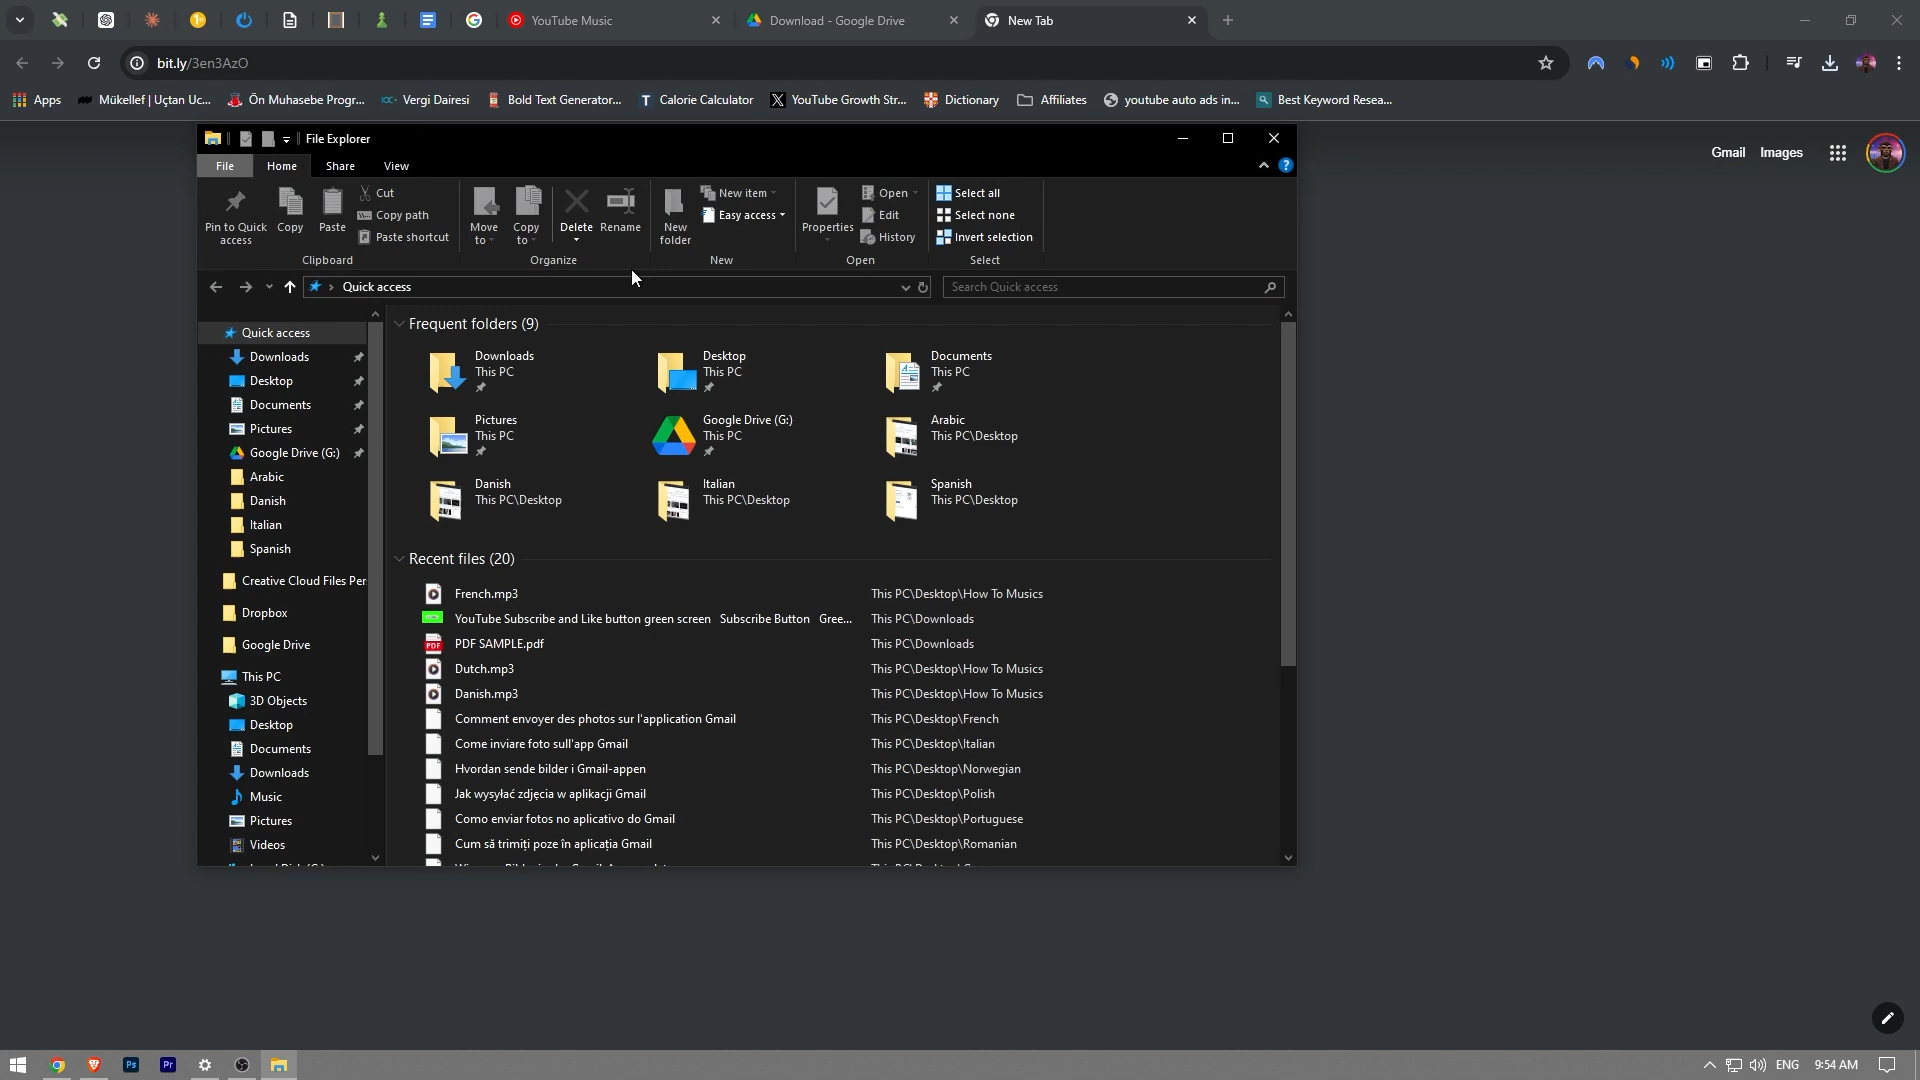 YouTube Music
Download - Google Drive
New Tab
bit.ly/3en3AzO
Apps
Mükellef | Uçtan Uc...
Ön Muhasebe Progr...
Vergi Dairesi
Bold Text Generator...
Calorie Calculator
YouTube Growth Str...
Dictionary
Affiliates
youtube auto ads in...
Best Keyword Resea...
Gmail
Images
File Explorer
File
Home
Share
View
Pin to Quick access
Copy
Paste
Cut
Copy path
Paste shortcut
Clipboard
Move to
Copy to
Delete
Rename
Organize
New folder
New item
Easy access
New
Properties
Open
Edit
History
Open
Select all
Select none
Invert selection
Select
Quick access
Search Quick access
Quick access
Downloads
Desktop
Documents
Pictures
Google Drive (G:)
Arabic
Danish
Italian
Spanish
Creative Cloud Files Per
Dropbox
Google Drive
This PC
3D Objects
Desktop
Documents
Downloads
Music
Pictures
Videos
Frequent folders (9)
Downloads
This PC
Desktop
This PC
Documents
This PC
Pictures
This PC
Google Drive (G:)
This PC
Arabic
This PC\Desktop
Danish
This PC\Desktop
Italian
This PC\Desktop
Spanish
This PC\Desktop
Recent files (20)
French.mp3 This PC\Desktop\How To Musics
YouTube Subscribe and Like button green screen Subscribe Button Gree... This PC\Downloads
PDF SAMPLE.pdf This PC\Downloads
Dutch.mp3 This PC\Desktop\How To Musics
Danish.mp3 This PC\Desktop\How To Musics
Comment envoyer des photos sur l'application Gmail This PC\Desktop\French
Come inviare foto sull'app Gmail This PC\Desktop\Italian
Hvordan sende bilder i Gmail-appen This PC\Desktop\Norwegian
Jak wysyłać zdjęcia w aplikacji Gmail This PC\Desktop\Polish
Como enviar fotos no aplicativo do Gmail This PC\Desktop\Portuguese
Cum să trimiți poze în aplicația Gmail This PC\Desktop\Romanian
Ps
Pr
ENG
9:54 AM